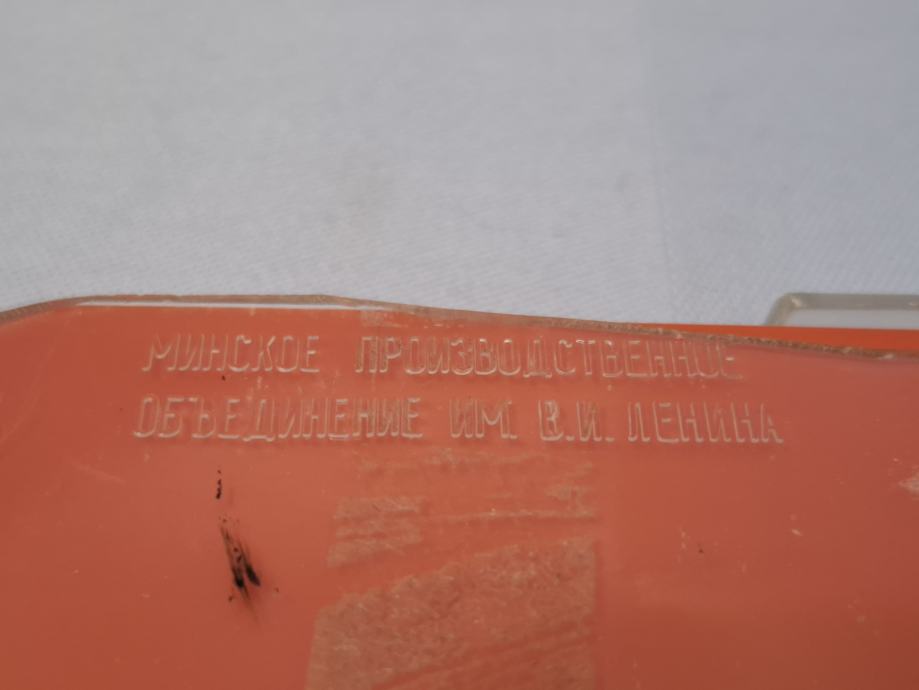 МИНСКОЕ ПРОИЗВОДСТВЕННОЕ
ОБЪЕДИНЕНИЕ ИМ. В.И. ЛЕНИНА